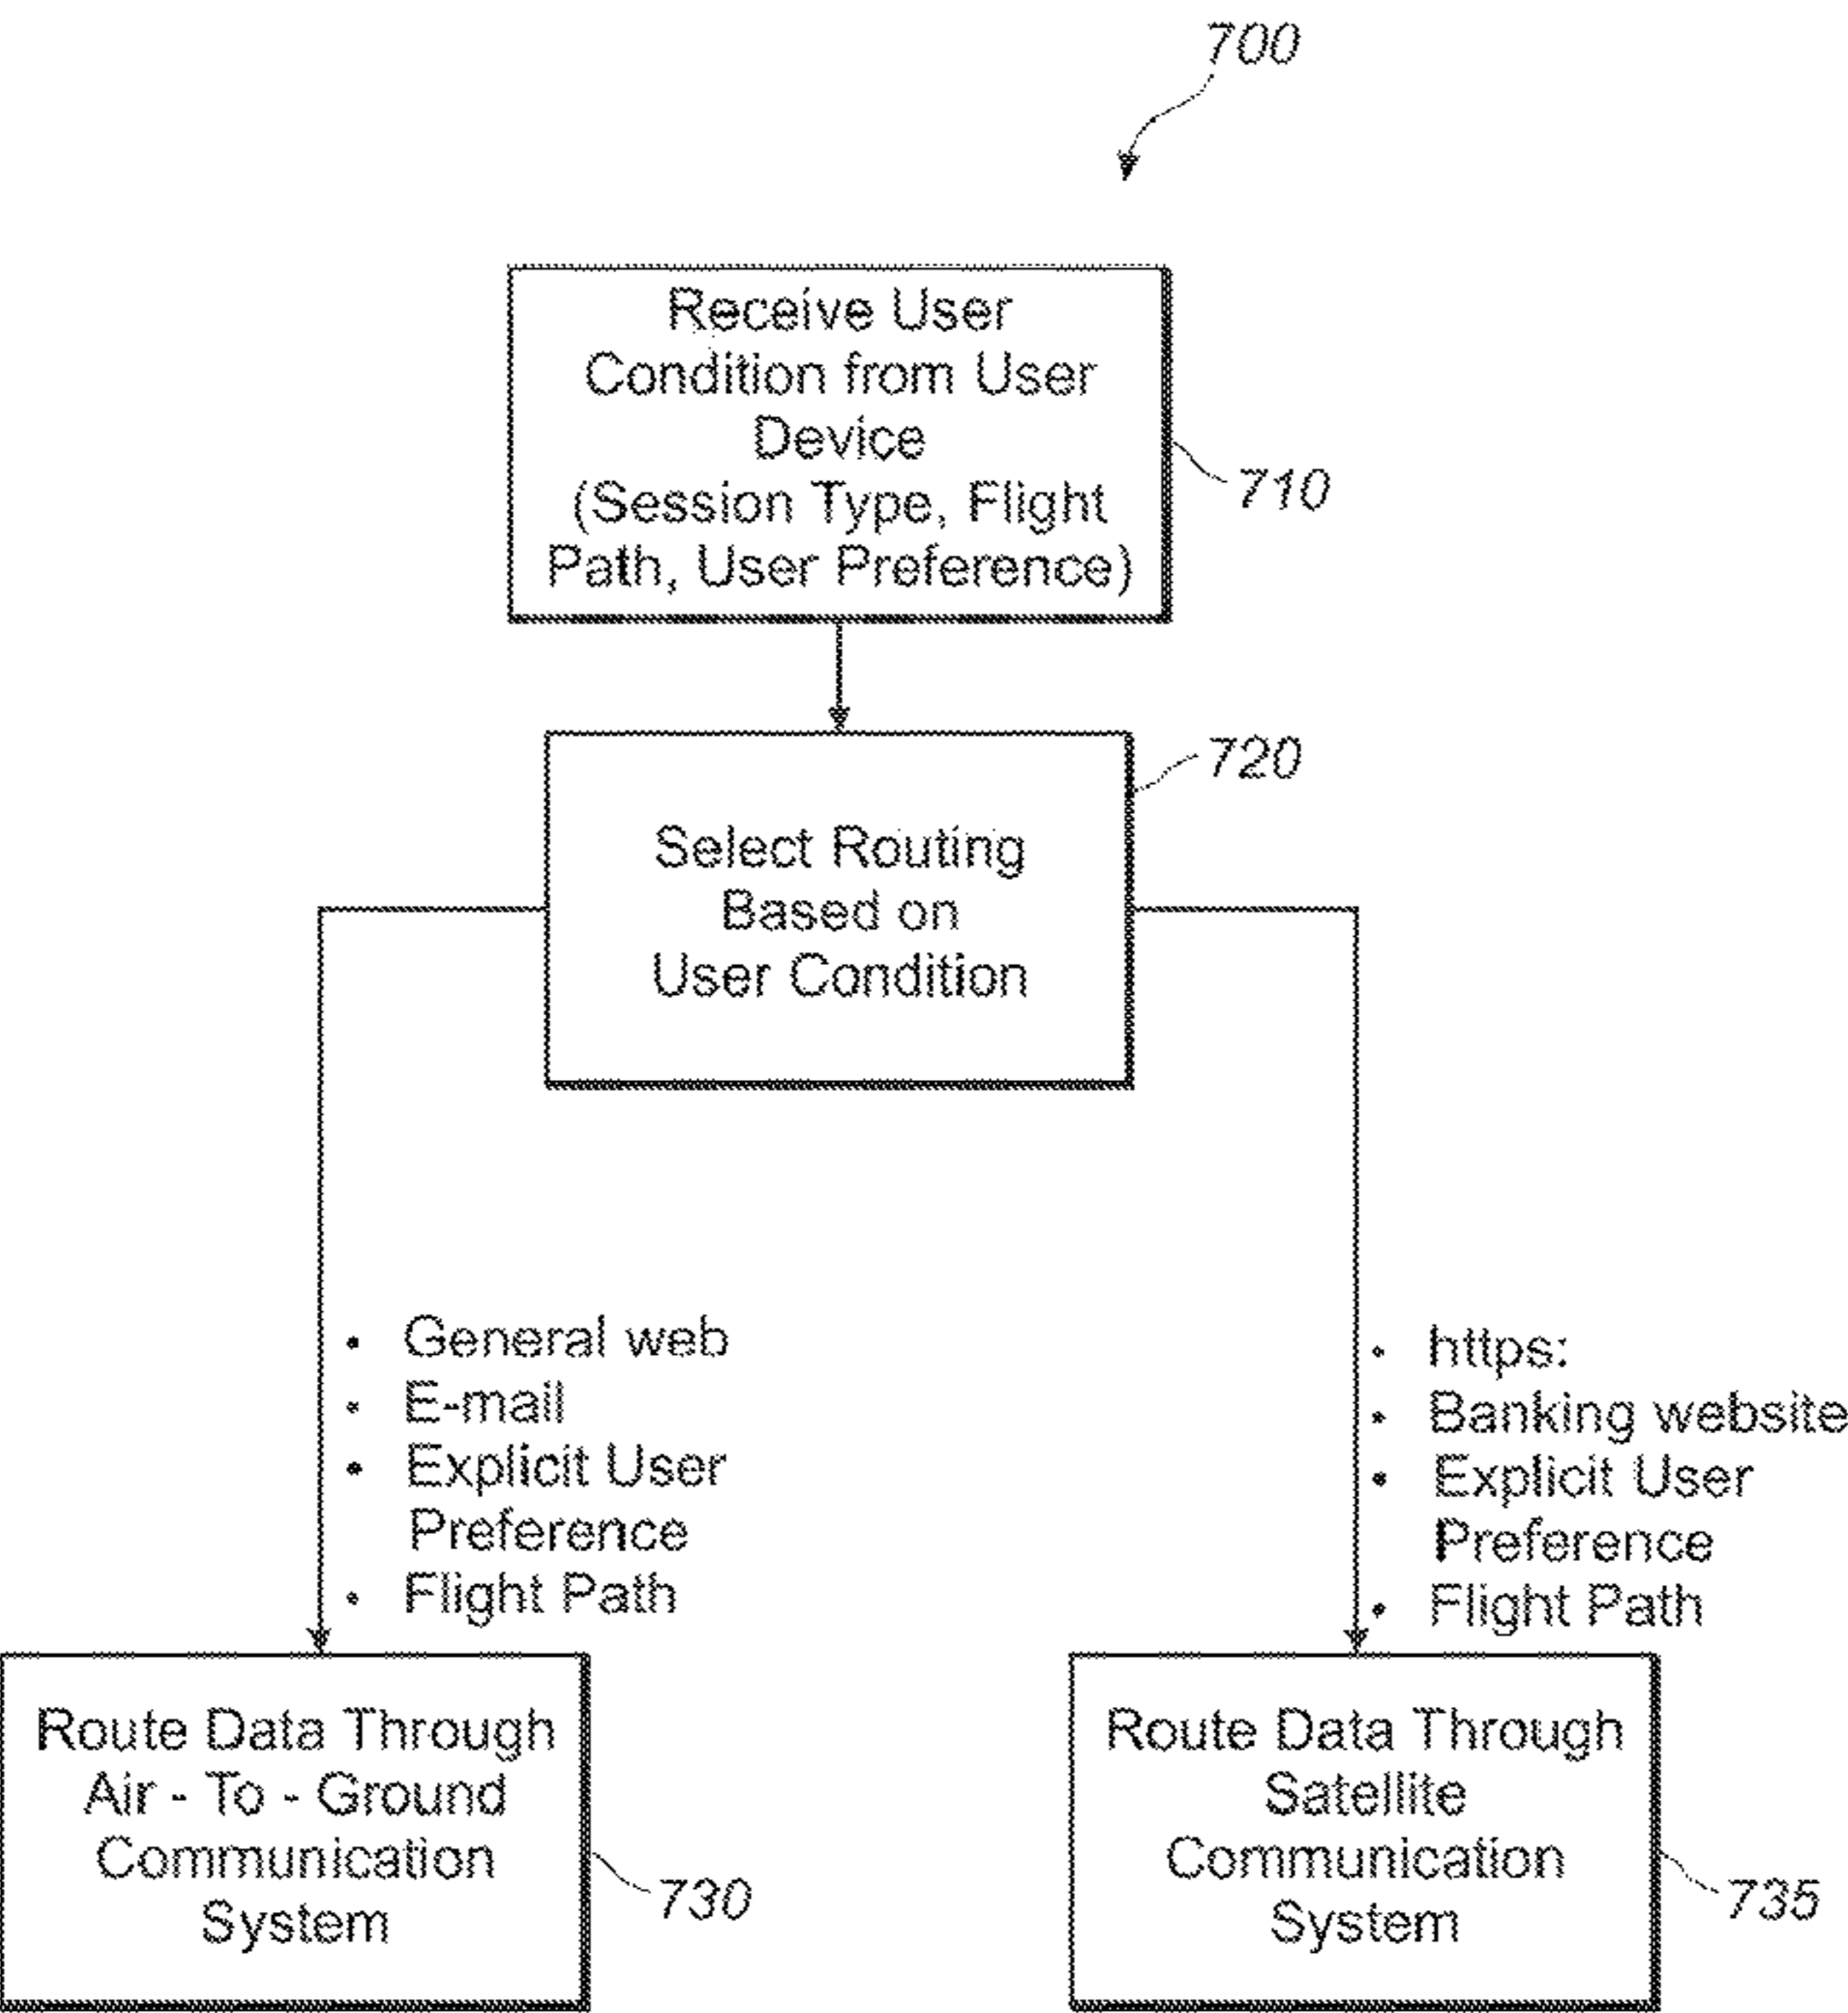 700
Receive User
Condition from User
Device
(Session Type, Flight
Path, User Preference)
710
720
Select Routing
Based on
User Condition
• General web
• E-mail
• Explicit User
Preference
• Flight Path
• https:
• Banking website
• Explicit User
Preference
• Flight Path
Route Data Through
Air - To - Ground
Communication
System
730
Route Data Through
Satellite
Communication
System
735